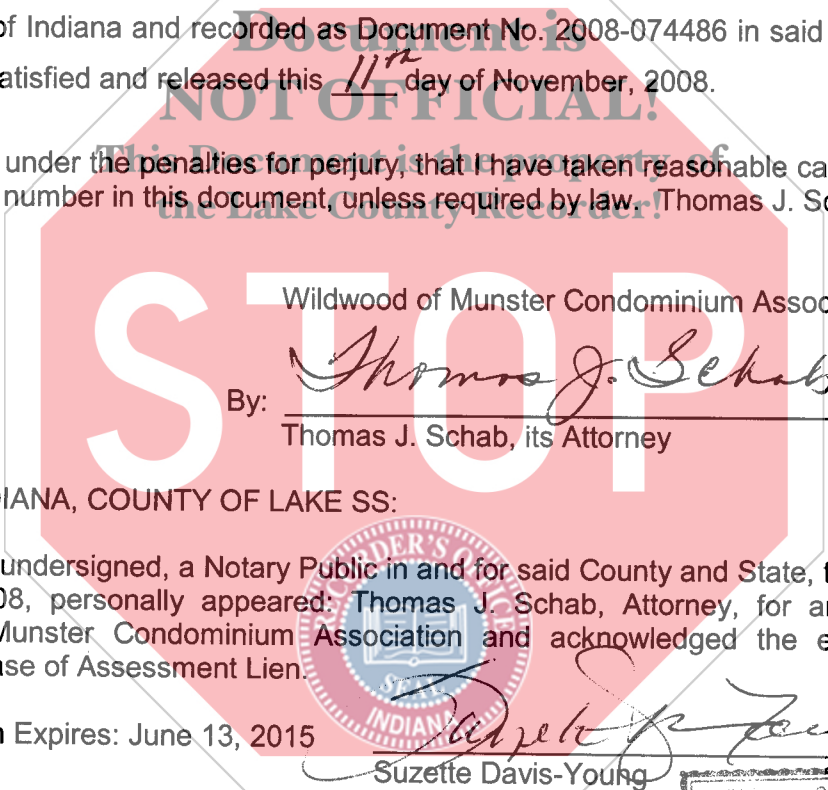 of Indiana and recorded as Document No. 2008-074486 in said
Document is
atisfied and released this 11th day of November, 2008.
NOT OFFICIAL!
This Document is the property of
under the penalties for perjury, that I have taken reasonable ca
number in this document, unless required by law. Thomas J. Sc
the Lake County Recorder!
STOP
Wildwood of Munster Condominium Assoc
Thomas J. Schab
By:
Thomas J. Schab, its Attorney
IANA, COUNTY OF LAKE SS:
RECORDER'S OFFICE
undersigned, a Notary Public in and for said County and State, t
08, personally appeared: Thomas J. Schab, Attorney, for an
Munster Condominium Association and acknowledged the e
se of Assessment Lien.
SEAL
INDIANA
n Expires: June 13, 2015
Suzette Davis-Young